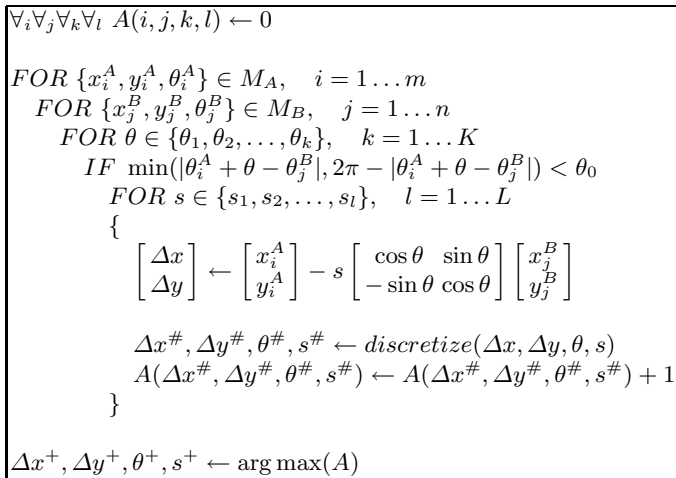 ∀ᵢ∀ⱼ∀ₖ∀ₗ A(i, j, k, l) ← 0
FOR {x_i^A, y_i^A, θ_i^A} ∈ M_A, i = 1 . . . m
FOR {x_j^B, y_j^B, θ_j^B} ∈ M_B, j = 1 . . . n
FOR θ ∈ {θ_1, θ_2, . . . , θ_k}, k = 1 . . . K
IF min(|θ_i^A + θ − θ_j^B|, 2π − |θ_i^A + θ − θ_j^B|) < θ_0
FOR s ∈ {s_1, s_2, . . . , s_l}, l = 1 . . . L
{
[Δx Δy] ← [x_i^A y_i^A] − s [cos θ sin θ − sin θ cos θ] [x_j^B y_j^B]
Δx^#, Δy^#, θ^#, s^# ← discretize(Δx, Δy, θ, s)
A(Δx^#, Δy^#, θ^#, s^#) ← A(Δx^#, Δy^#, θ^#, s^#) + 1
}
Δx^+, Δy^+, θ^+, s^+ ← arg max(A)